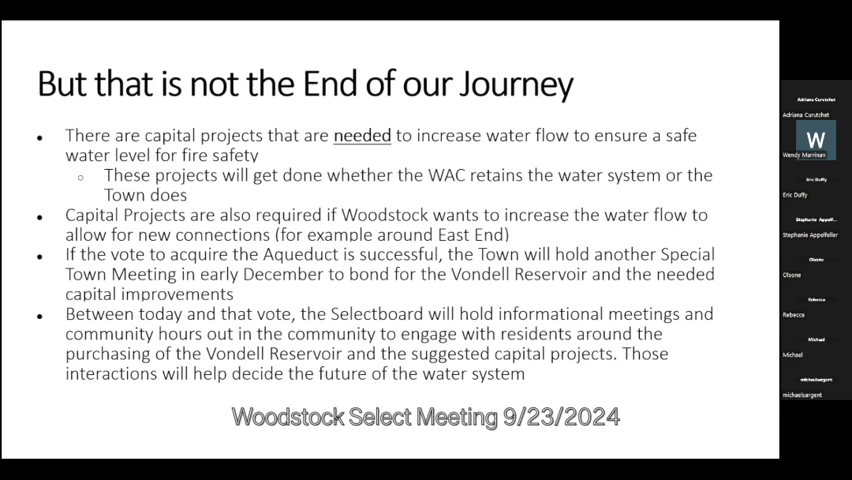 But that is not the End of our Journey
There are capital projects that are needed to increase water flow to ensure a safe
water level for fire safety
These projects will get done whether the WAC retains the water system or the
Town does
Capital Projects are also required if Woodstock wants to increase the water flow to
allow for new connections (for example around East End)
If the vote to acquire the Aqueduct is successful, the Town will hold another Special
Town Meeting in early December to bond for the Vondell Reservoir and the needed
capital improvements
Between today and that vote, the Selectboard will hold informational meetings and
community hours out in the community to engage with residents around the
purchasing of the Vondell Reservoir and the suggested capital projects. Those
interactions will help decide the future of the water system
Woodstock Select Meeting 9/23/2024
Adriana Curutchet
Adriana Curutchet
W
Wendy Marrinan
Eric Duffy
Eric Duffy
Stephanie Appelf...
Stephanie Appelfeller
Olsone
Olsone
Rebecca
Rebecca
Michael
Michael
michaelsargent
michaelsargent